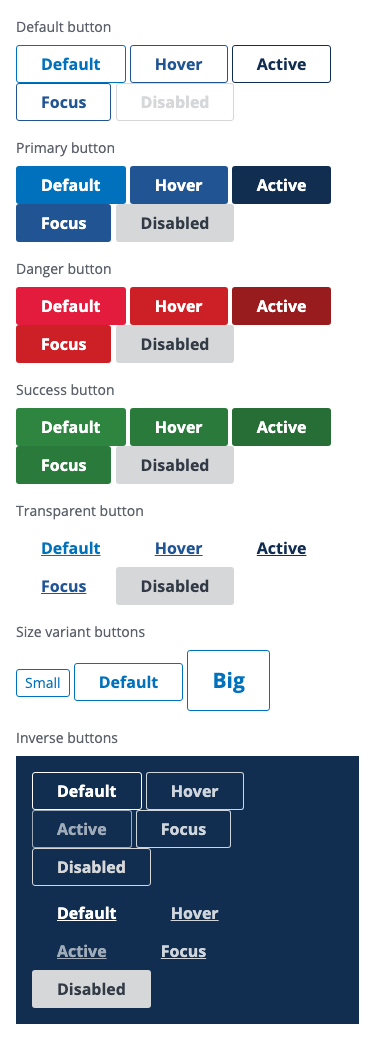 Default button
Default Hover Active
Focus Disabled
Primary button
Default Hover Active
Focus Disabled
Danger button
Default Hover Active
Focus Disabled
Success button
Default Hover Active
Focus Disabled
Transparent button
Default Hover Active
Focus Disabled
Size variant buttons
Small Default Big
Inverse buttons
Default Hover
Active Focus
Disabled
Default Hover
Active Focus
Disabled